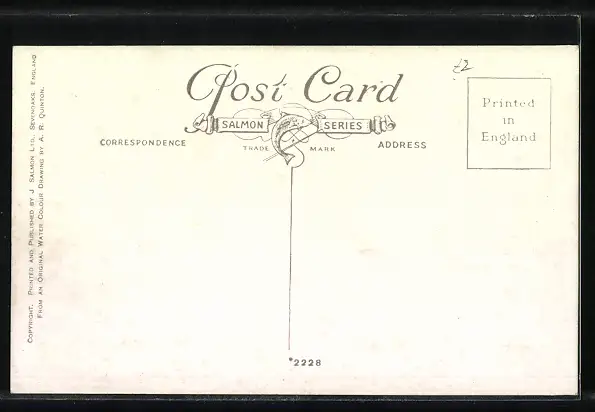 Post Card
£2
SALMON SERIES
TRADE MARK
CORRESPONDENCE
ADDRESS
Printed
in
England
COPYRIGHT. PRINTED AND PUBLISHED BY J SALMON LTD., SEVENOAKS, ENGLAND
FROM AN ORIGINAL WATER COLOUR DRAWING BY A. R. QUINTON.
*2228